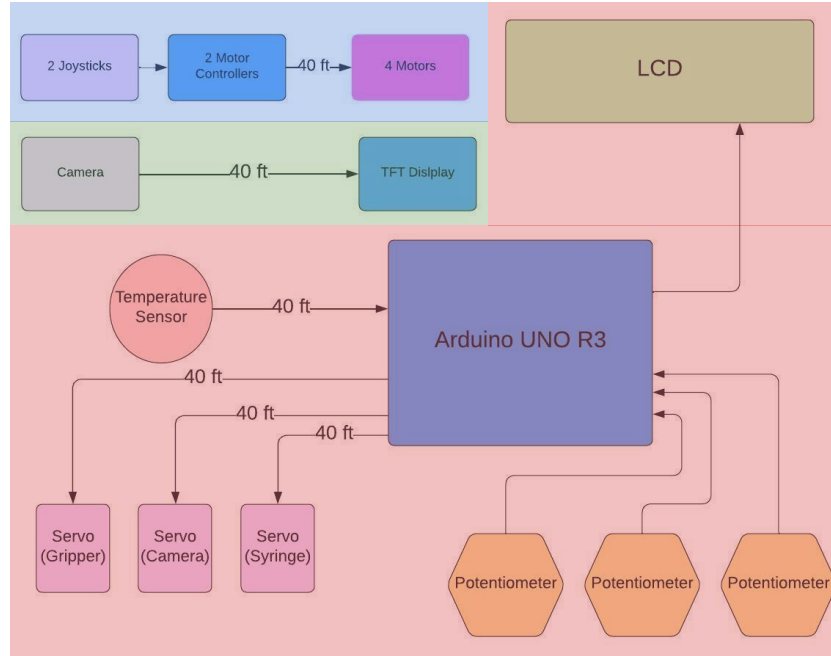 2 Joysticks
2 Motor
Controllers
40 ft
4 Motors
LCD
Camera
40 ft
TFT Dislplay
Temperature
Sensor
40 ft
Arduino UNO R3
40 ft
40 ft
40 ft
Servo
(Gripper)
Servo
(Camera)
Servo
(Syringe)
Potentiometer
Potentiometer
Potentiometer